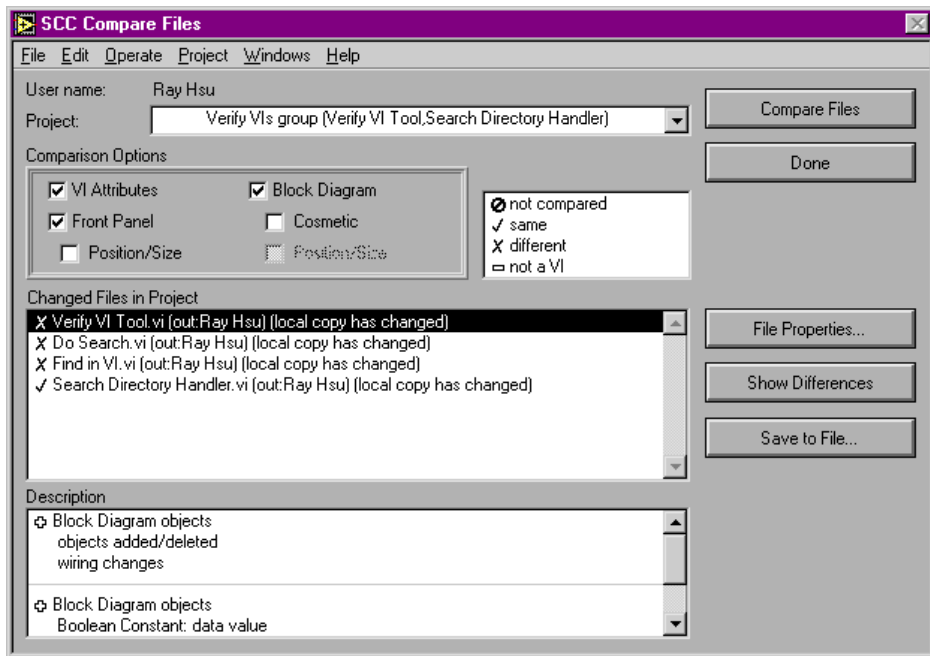 SCC Compare Files
File Edit Operate Project Windows Help
User name: Ray Hsu
Project: Verify VIs group (Verify VI Tool,Search Directory Handler)
Compare Files
Done
Comparison Options
VI Attributes
Block Diagram
Front Panel
Cosmetic
Position/Size
Position/Size
not compared
same
different
not a VI
Changed Files in Project
Verify VI Tool.vi (out:Ray Hsu) (local copy has changed)
Do Search.vi (out:Ray Hsu) (local copy has changed)
Find in VI.vi (out:Ray Hsu) (local copy has changed)
Search Directory Handler.vi (out:Ray Hsu) (local copy has changed)
File Properties...
Show Differences
Save to File...
Description
Block Diagram objects
objects added/deleted
wiring changes
Block Diagram objects
Boolean Constant: data value